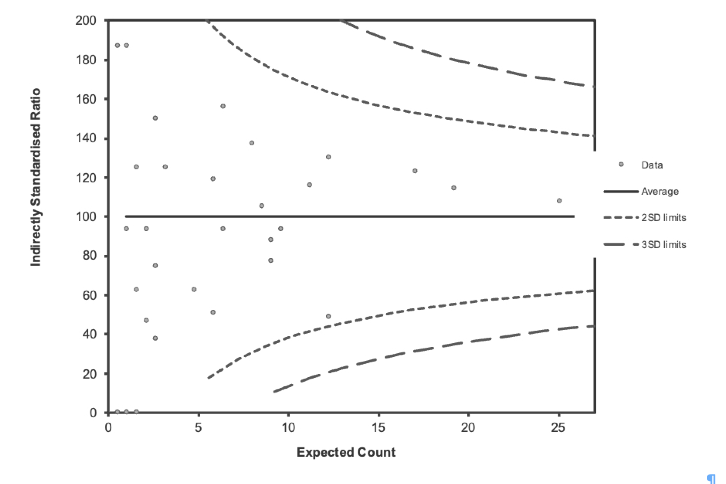 200
180
160
140
120
100
80
60
40
20
0
Indirectly Standardised Ratio
0 5 10 15 20 25
Expected Count
Data
Average
2SD limits
3SD limits
¶